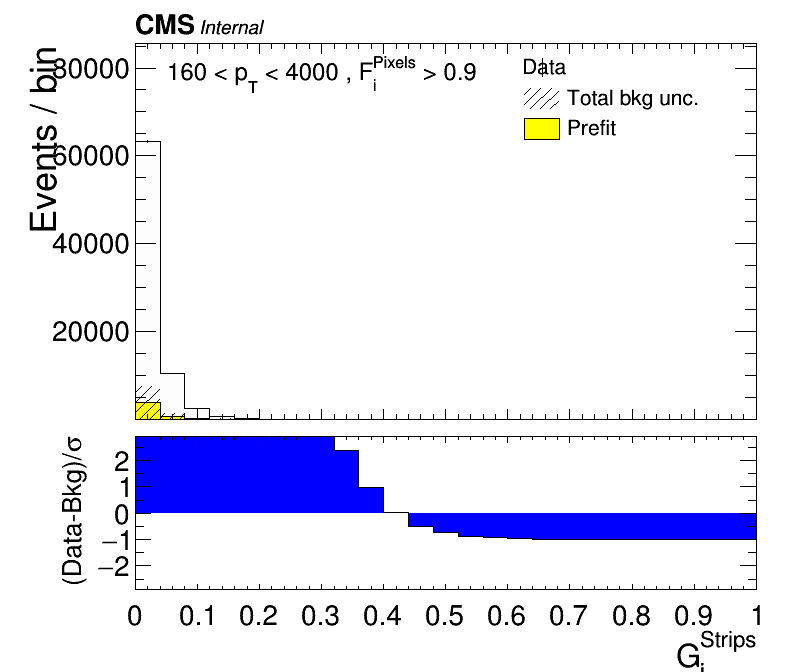 CMS Internal
160 < p_T < 4000 , F_i^Pixels > 0.9
Data
Total bkg unc.
Prefit
Events / bin
80000
60000
40000
20000
(Data-Bkg)/σ
2
1
0
−1
−2
0 0.1 0.2 0.3 0.4 0.5 0.6 0.7 0.8 0.9 1
G_i^Strips